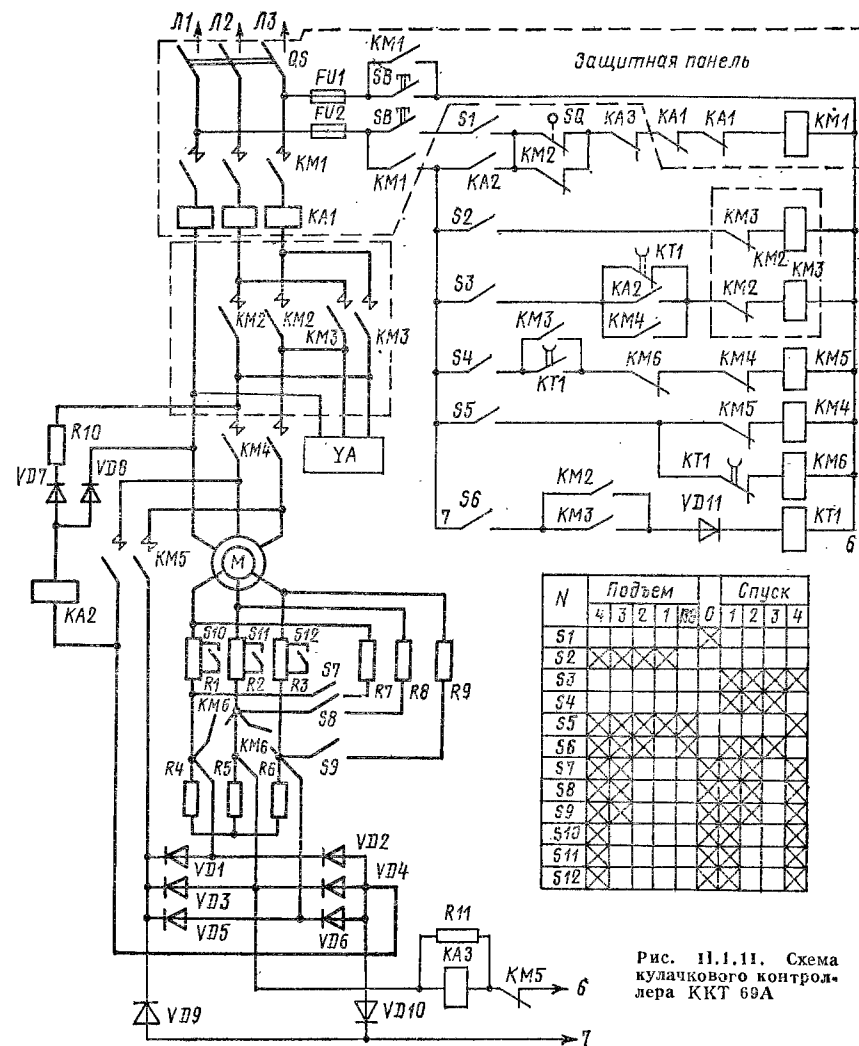 Л1 Л2 Л3
QS
KM1
Защитная панель
FU1 SB
FU2 SB S1 SQ KA3 KA1 KA1 KM1
KM2
KM1 KM1 KA2
KA1
S2 KM3 KM2
KT1 KM3
S3 KA2 KM2
KM2 KM2 KM3 KM3 KM3 KM4
S4 KT1 KM6 KM4 KM5
S5 KM5 KM4
R10 KM4 YA
VD7 VD8 KT1 KM6
KM2
7 S6 KM3 VD11 KT1
6
KM5
M
KA2
S10 S11 S12
R1 R2 R3 S7 R7 R8 R9
KM6 S8
KM6 S9
R4 R5 R6
N Подъем 0 Спуск
4 3 2 1 1 2 3 4
S1
S2
S3
S4
S5
S6
S7
S8
S9
S10
S11
S12
VD1 VD2
VD3 VD4
VD5 VD6
R11
KA3 KM5 6
VD9 VD10
7
Рис. II.1.11. Схема
кулачкового контрол-
лера ККТ 69А